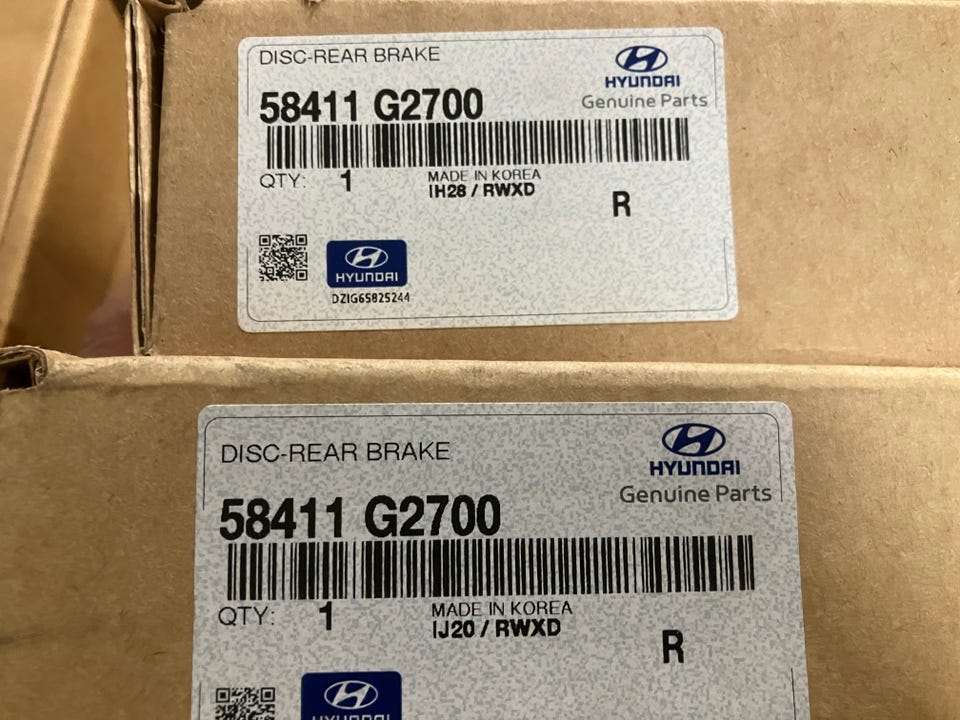 DISC-REAR BRAKE
HYUNDAI
Genuine Parts
58411 G2700
QTY: 1
MADE IN KOREA
IH28 / RWXD
R
HYUNDAI
DZIG65825244
DISC-REAR BRAKE
HYUNDAI
Genuine Parts
58411 G2700
QTY: 1
MADE IN KOREA
IJ20 / RWXD
R
HYUNDAI